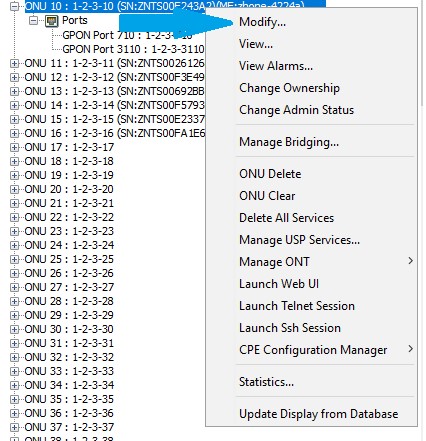 ONU 10 : 1-2-3-10 (SN:ZNTS00F243A2)(ME:zhone-4224a)
Ports
GPON Port 710 : 1-2-3-
GPON Port 3110 : 1-2-3-3110
ONU 11 : 1-2-3-11 (SN:ZNTS0026126
ONU 12 : 1-2-3-12 (SN:ZNTS00F3E49
ONU 13 : 1-2-3-13 (SN:ZNTS00692BB
ONU 14 : 1-2-3-14 (SN:ZNTS00F5793
ONU 15 : 1-2-3-15 (SN:ZNTS00E2337
ONU 16 : 1-2-3-16 (SN:ZNTS00FA1E6
ONU 17 : 1-2-3-17
ONU 18 : 1-2-3-18
ONU 19 : 1-2-3-19
ONU 20 : 1-2-3-20
ONU 21 : 1-2-3-21
ONU 22 : 1-2-3-22
ONU 23 : 1-2-3-23
ONU 24 : 1-2-3-24
ONU 25 : 1-2-3-25
ONU 26 : 1-2-3-26
ONU 27 : 1-2-3-27
ONU 28 : 1-2-3-28
ONU 29 : 1-2-3-29
ONU 30 : 1-2-3-30
ONU 31 : 1-2-3-31
ONU 32 : 1-2-3-32
ONU 33 : 1-2-3-33
ONU 34 : 1-2-3-34
ONU 35 : 1-2-3-35
ONU 36 : 1-2-3-36
ONU 37 : 1-2-3-37
ONU 38 : 1-2-3-38
Modify...
View...
View Alarms...
Change Ownership
Change Admin Status
Manage Bridging...
ONU Delete
ONU Clear
Delete All Services
Manage USP Services...
Manage ONT
Launch Web UI
Launch Telnet Session
Launch Ssh Session
CPE Configuration Manager
Statistics...
Update Display from Database